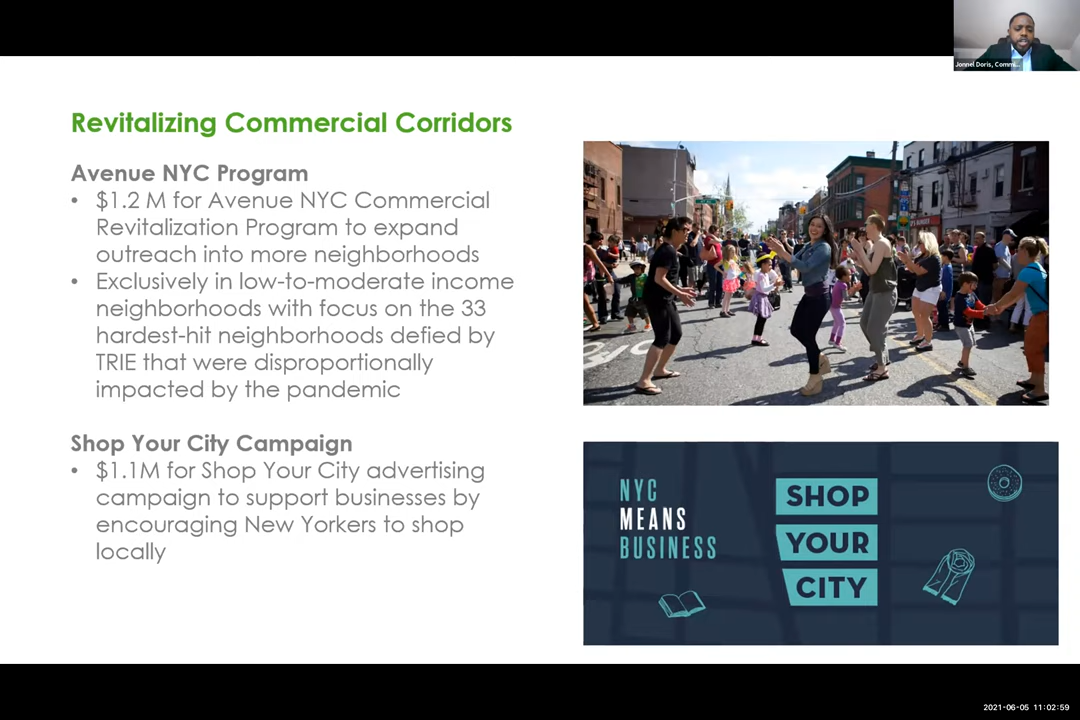 Jonnel Doris, Commi...
Revitalizing Commercial Corridors
Avenue NYC Program
• $1.2 M for Avenue NYC Commercial
Revitalization Program to expand
outreach into more neighborhoods
• Exclusively in low-to-moderate income
neighborhoods with focus on the 33
hardest-hit neighborhoods defied by
TRIE that were disproportionally
impacted by the pandemic
Shop Your City Campaign
• $1.1M for Shop Your City advertising
campaign to support businesses by
encouraging New Yorkers to shop
locally
NYC
MEANS
BUSINESS
SHOP
YOUR
CITY
2021-06-05 11:02:59